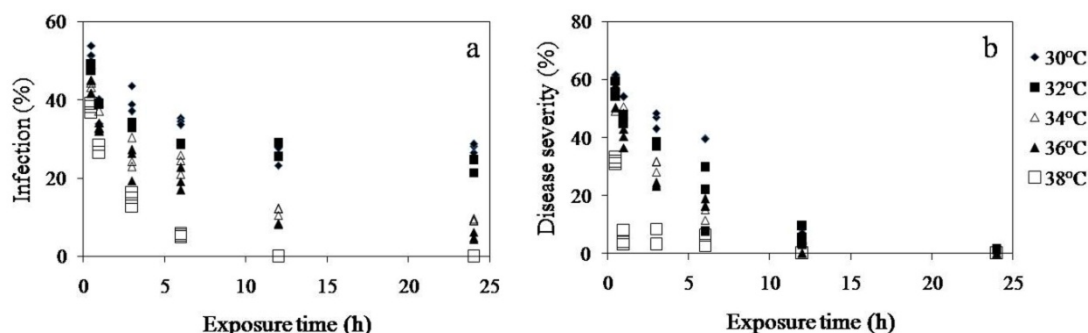 a
Infection (%)
60
40
20
0
0 5 10 15 20 25
Exposure time (h)
b
Disease severity (%)
80
60
40
20
0
0 5 10 15 20 25
Exposure time (h)
30°C
32°C
34°C
36°C
38°C